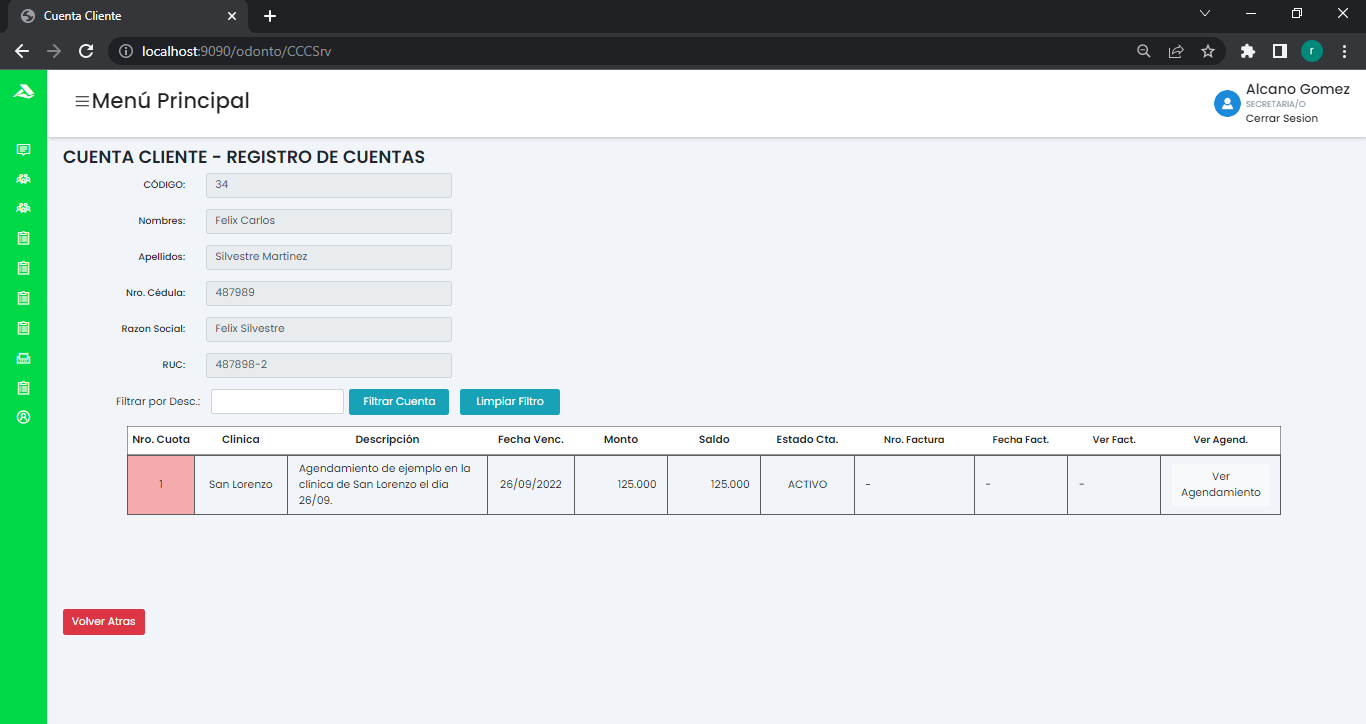 Cuenta Cliente
localhost:9090/odonto/CCCSrv
r
Menú Principal
Alcano Gomez
SECRETARIA/O
Cerrar Sesion
CUENTA CLIENTE - REGISTRO DE CUENTAS
CÓDIGO: 34
Nombres: Felix Carlos
Apellidos: Silvestre Martinez
Nro. Cédula: 487989
Razon Social: Felix Silvestre
RUC: 487898-2
Filtrar por Desc.: Filtrar Cuenta Limpiar Filtro
Nro. Cuota Clinica Descripción Fecha Venc. Monto Saldo Estado Cta. Nro. Factura Fecha Fact. Ver Fact. Ver Agend.
1 San Lorenzo Agendamiento de ejemplo en la
clínica de San Lorenzo el día
26/09.
26/09/2022 125.000 125.000 ACTIVO - - - Ver
Agendamiento
Volver Atras